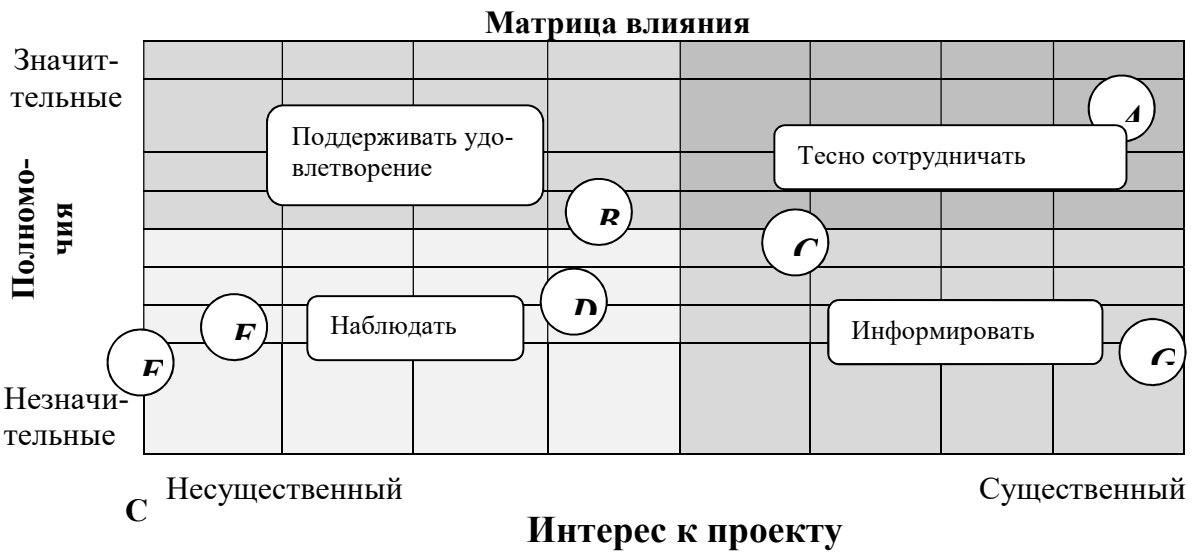 Матрица влияния
Значит-
тельные
Поддерживать удо-
влетворение
Тесно сотрудничать
Полномо-
чия
A
B
C
D
Наблюдать
Информировать
G
Незначи-
тельные
Несущественный
Существенный
С
Интерес к проекту